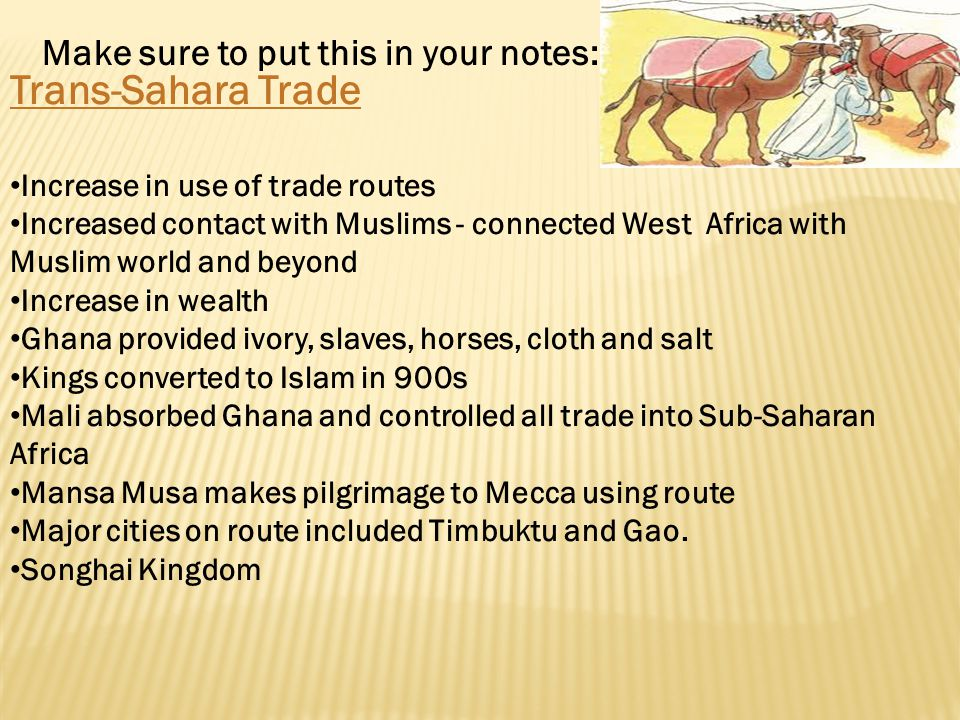 Make sure to put this in your notes:
Trans-Sahara Trade
•Increase in use of trade routes
•Increased contact with Muslims - connected West Africa with
Muslim world and beyond
•Increase in wealth
•Ghana provided ivory, slaves, horses, cloth and salt
•Kings converted to Islam in 900s
•Mali absorbed Ghana and controlled all trade into Sub-Saharan
Africa
•Mansa Musa makes pilgrimage to Mecca using route
•Major cities on route included Timbuktu and Gao.
•Songhai Kingdom